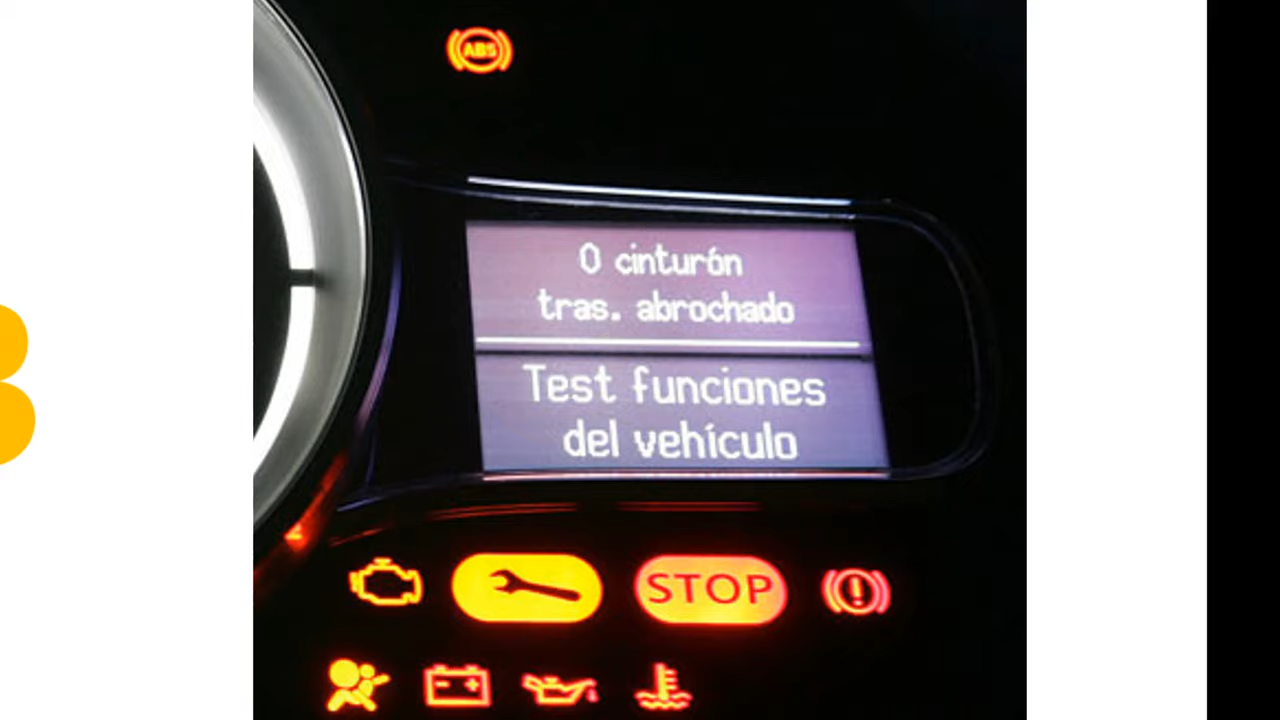 ABS
0 cinturón
tras. abrochado
Test funciones
del vehículo
STOP